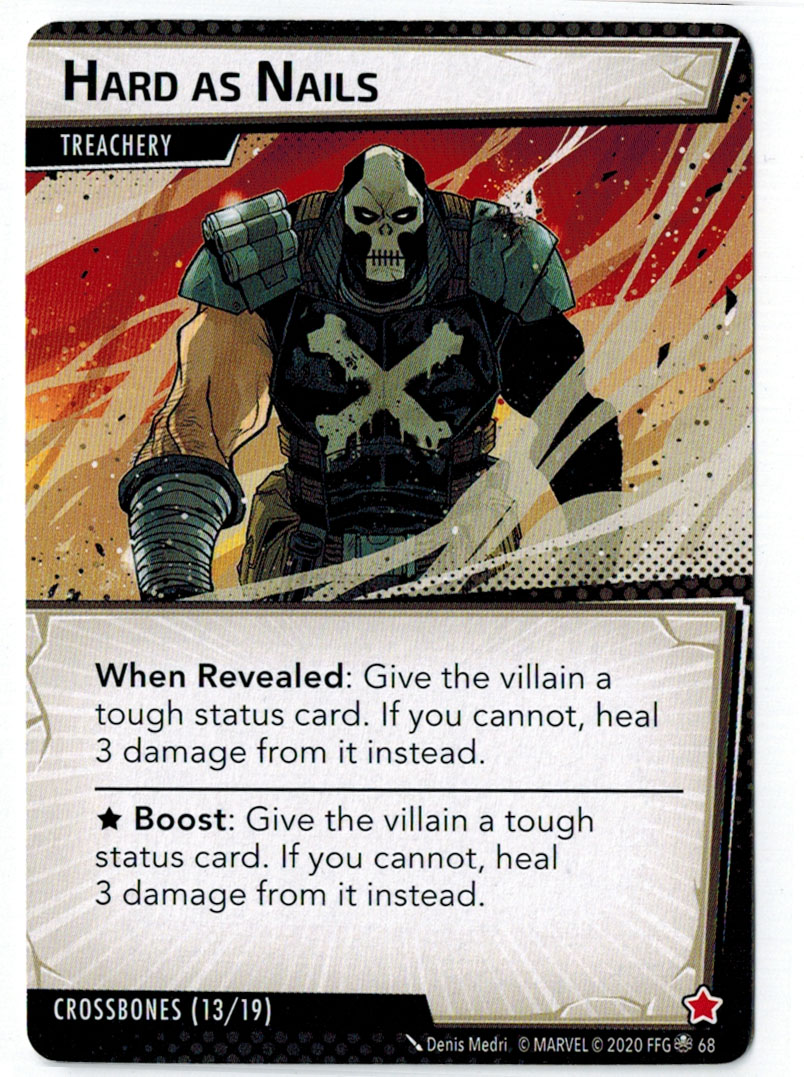 HARD AS NAILS
TREACHERY
When Revealed: Give the villain a
tough status card. If you cannot, heal
3 damage from it instead.
★ Boost: Give the villain a tough
status card. If you cannot, heal
3 damage from it instead.
CROSSBONES (13/19)
Denis Medri © MARVEL © 2020 FFG 68